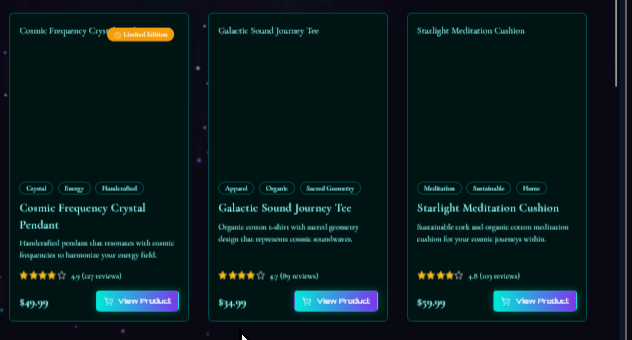 Cosmic Frequency Cryst
Limited Edition
Crystal Energy Handcrafted
Cosmic Frequency Crystal
Pendant
Handcrafted pendant that resonates with cosmic
frequencies to harmonize your energy field.
4.9 (127 reviews)
$49.99 View Product
Galactic Sound Journey Tee
Apparel Organic Sacred Geometry
Galactic Sound Journey Tee
Organic cotton t-shirt with sacred geometry
design that represents cosmic soundwaves.
4.7 (89 reviews)
$34.99 View Product
Starlight Meditation Cushion
Meditation Sustainable Home
Starlight Meditation Cushion
Sustainable cork and organic cotton meditation
cushion for your cosmic journeys within.
4.8 (103 reviews)
$59.99 View Product